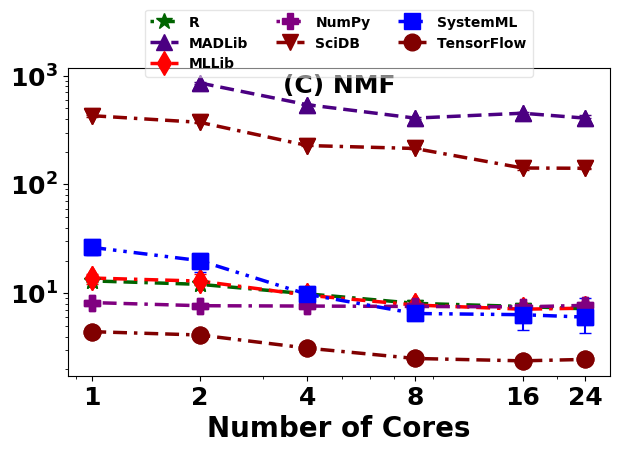 R NumPy SystemML
MADLib SciDB TensorFlow
MLLib
(C) NMF
10³
10²
10¹
1 2 4 8 16 24
Number of Cores